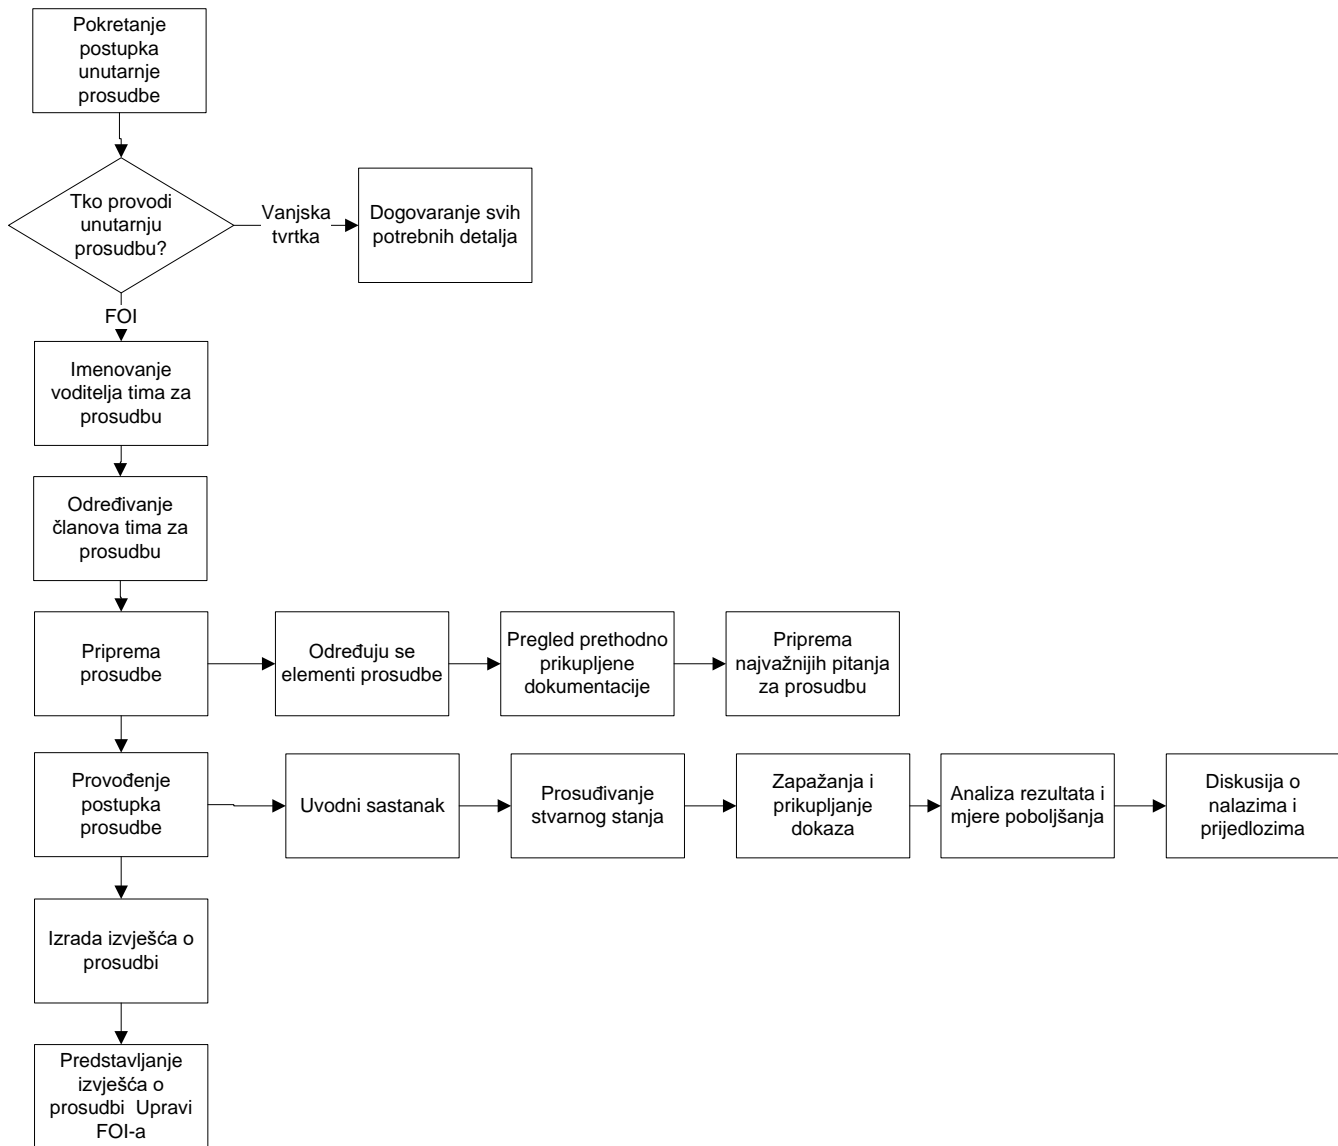 Pokretanje
postupka
unutarnje
prosudbe
Tko provodi
unutarnju
prosudbu?
Vanjska
tvrtka
Dogovaranje svih
potrebnih detalja
FOI
Imenovanje
voditelja tima za
prosudbu
Određivanje
članova tima za
prosudbu
Priprema
prosudbe
Određuju se
elementi prosudbe
Pregled prethodno
prikupljene
dokumentacije
Priprema
najvažnijih pitanja
za prosudbu
Provođenje
postupka
prosudbe
Uvodni sastanak
Prosuđivanje
stvarnog stanja
Zapažanja i
prikupljanje
dokaza
Analiza rezultata i
mjere poboljšanja
Diskusija o
nalazima i
prijedlozima
Izrada izvješća o
prosudbi
Predstavljanje
izvješća o
prosudbi  Upravi
FOI-a